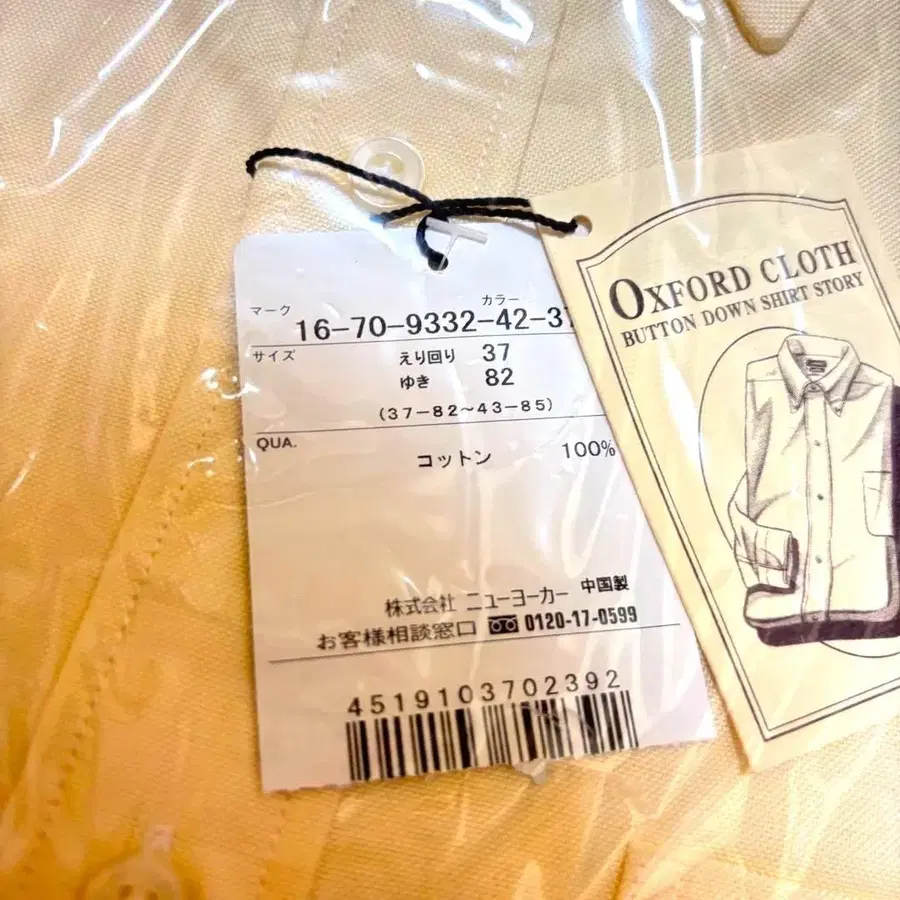 マーク カラー
16-70-9332-42-37
サイズ えり回り 37
ゆき 82
(37-82~43-85)
QUA.
コットン 100%
株式会社 ニューヨーカー 中国製
お客様相談窓口 0120-17-0599
4519103702392
OXFORD CLOTH
BUTTON DOWN SHIRT STORY